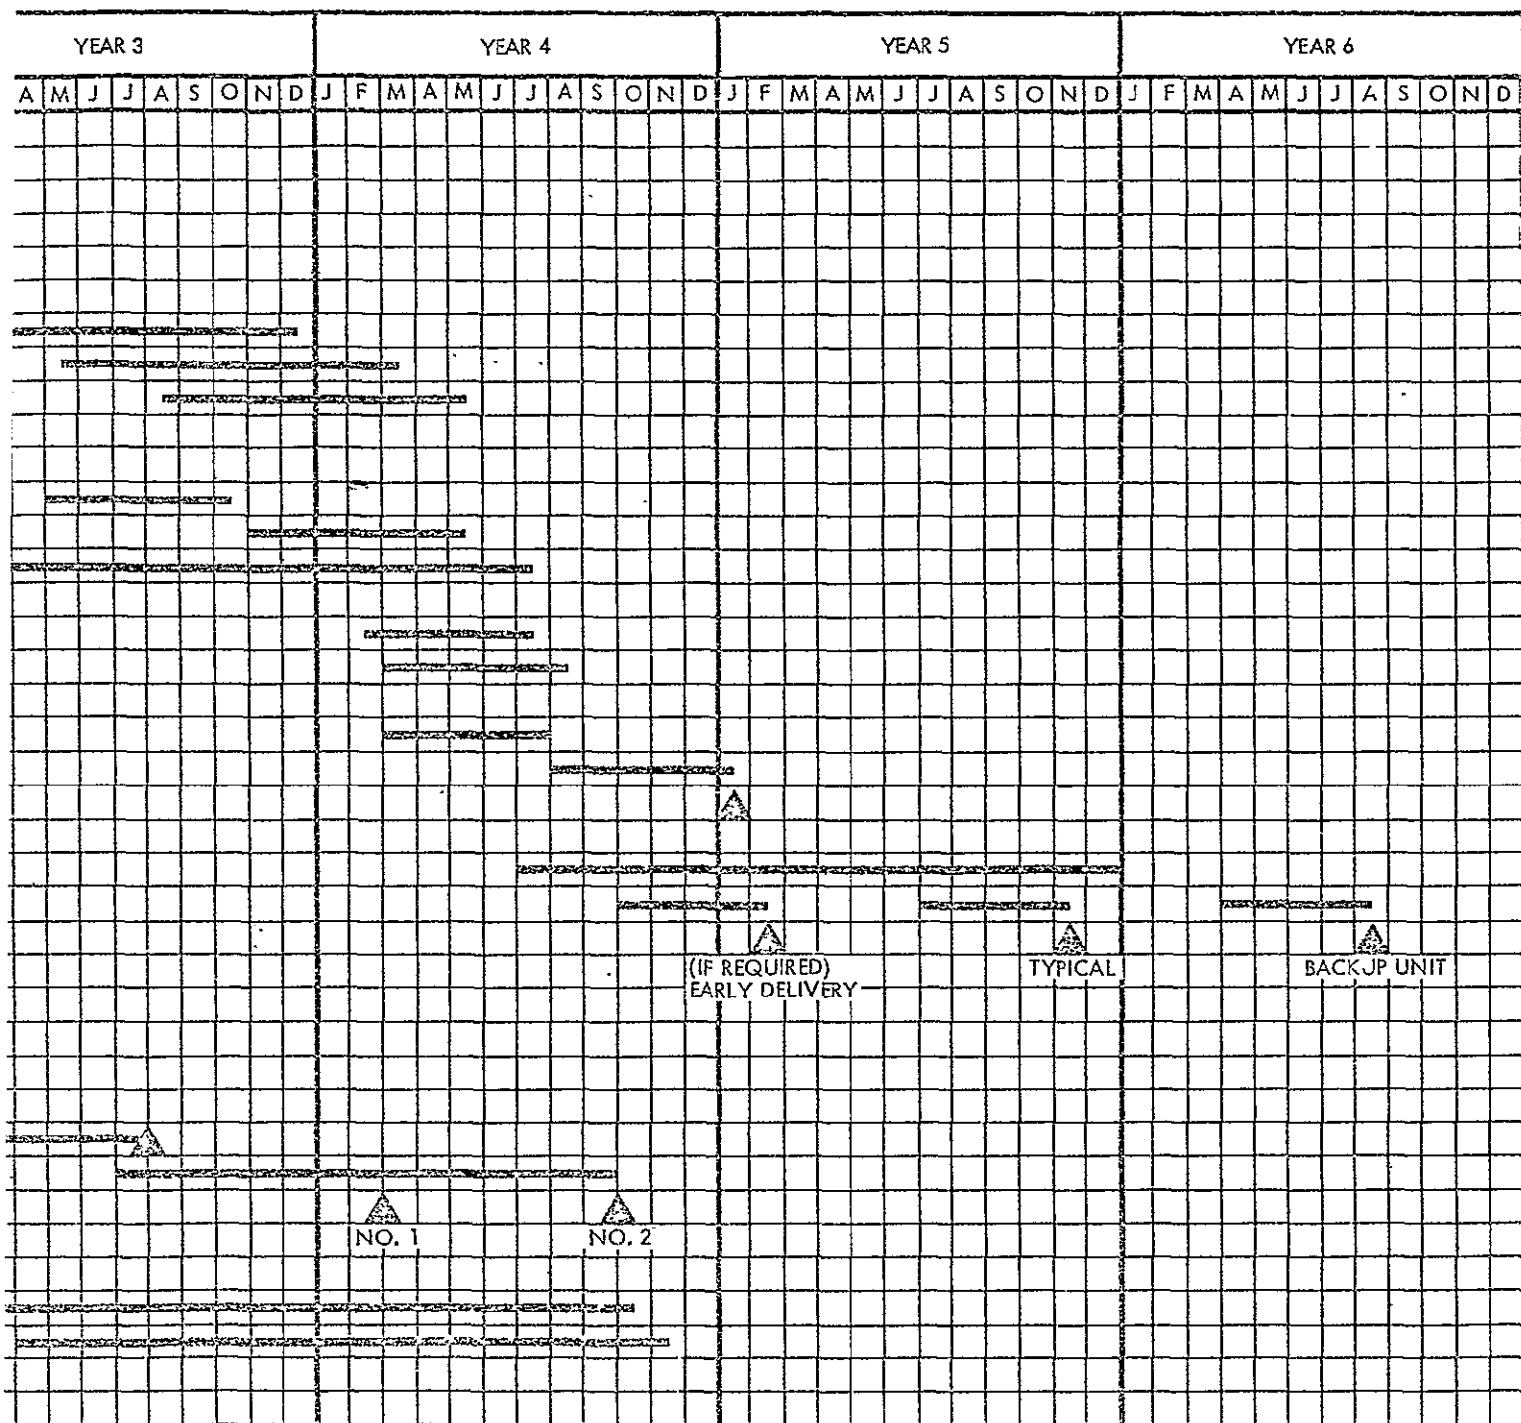 YEAR 3 YEAR 4 YEAR 5 YEAR 6
A M J J A S O N D J F M A M J J A S O N D J F M A M J J A S O N D J F M A M J J A S O N D
(IF REQUIRED) TYPICAL BACKUP UNIT
EARLY DELIVERY
NO. 1 NO. 2